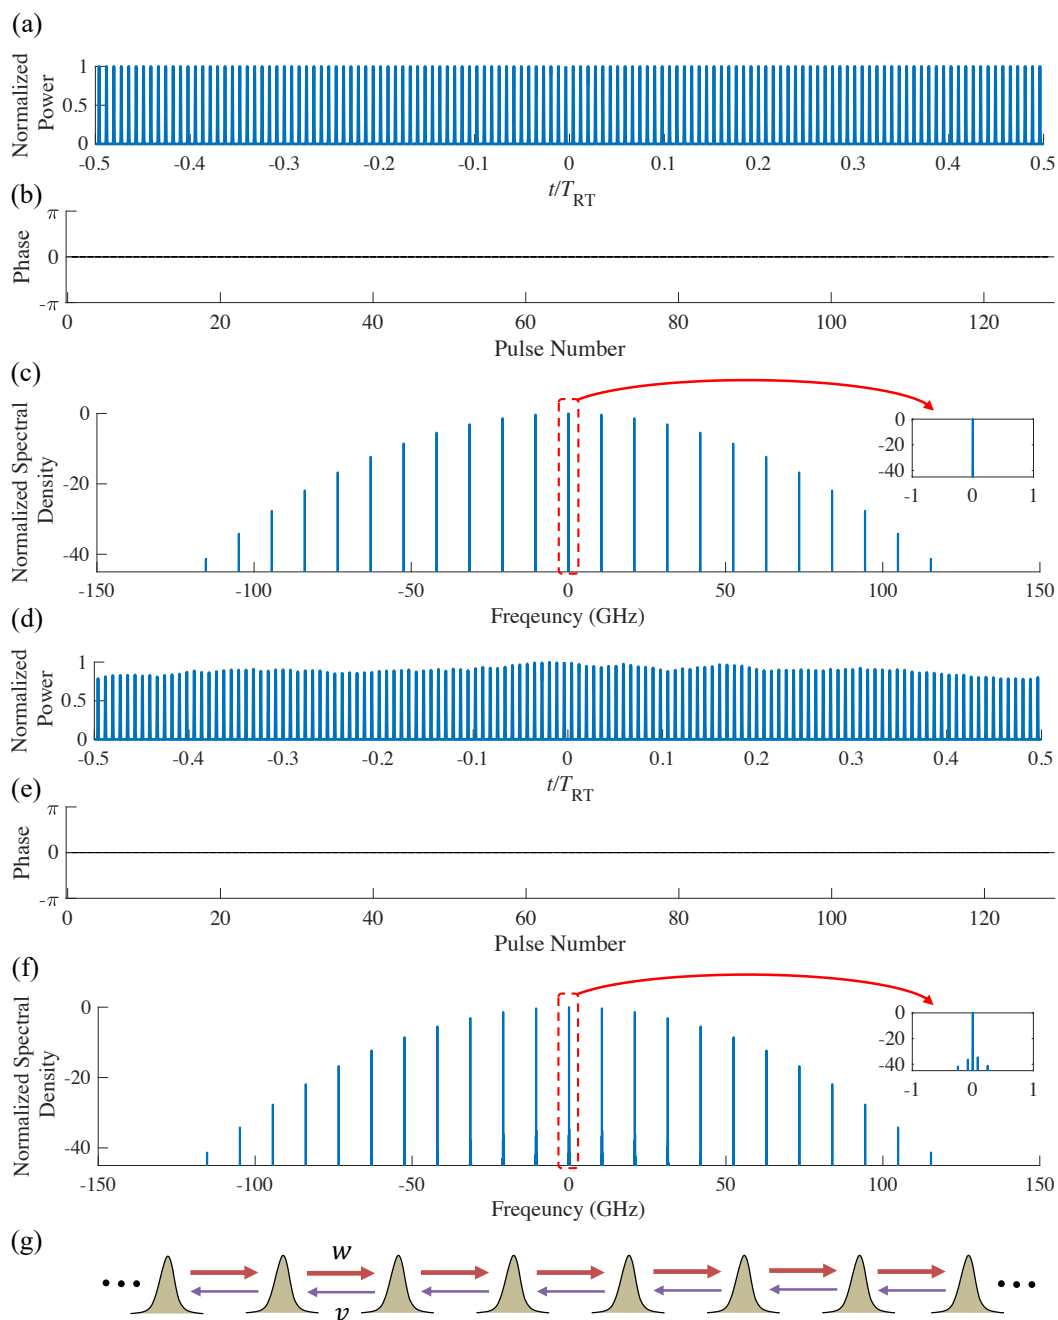 (a)
Normalized
Power
1
0.5
0
-0.5 -0.4 -0.3 -0.2 -0.1 0 0.1 0.2 0.3 0.4 0.5
t/T_RT
(b)
Phase
π
0
-π
0 20 40 60 80 100 120
Pulse Number
(c)
Normalized Spectral
Density
0
-20
-40
-150 -100 -50 0 50 100 150
Freqeuncy (GHz)
0
-20
-40
-1 0 1
(d)
Normalized
Power
1
0.5
0
-0.5 -0.4 -0.3 -0.2 -0.1 0 0.1 0.2 0.3 0.4 0.5
t/T_RT
(e)
Phase
π
0
-π
0 20 40 60 80 100 120
Pulse Number
(f)
Normalized Spectral
Density
0
-20
-40
-150 -100 -50 0 50 100 150
Freqeuncy (GHz)
0
-20
-40
-1 0 1
(g)
w
v